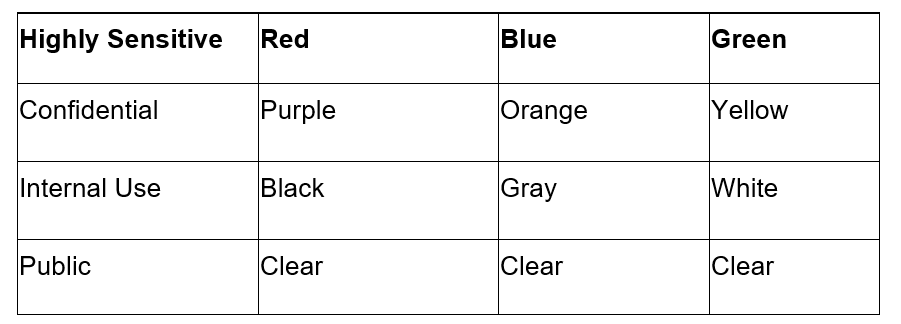 Highly Sensitive Red Blue Green
Confidential Purple Orange Yellow
Internal Use Black Gray White
Public Clear Clear Clear